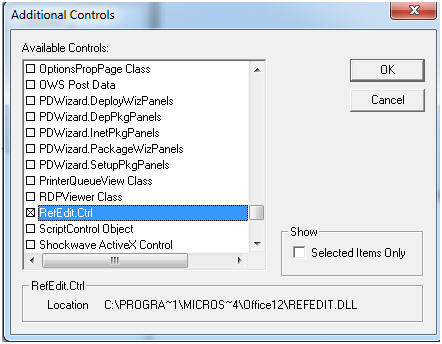 Additional Controls
Available Controls:
OptionsPropPage Class
OWS Post Data
PDWizard.DeployWizPanels
PDWizard.DepPkgPanels
PDWizard.InetPkgPanels
PDWizard.PackageWizPanels
PDWizard.SetupPkgPanels
PrinterQueueView Class
RDPViewer Class
RefEdit.Ctrl
ScriptControl Object
Shockwave ActiveX Control
OK
Cancel
Show
Selected Items Only
RefEdit.Ctrl
Location C:\PROGRA~1\MICROS~4\Office12\REFEDIT.DLL